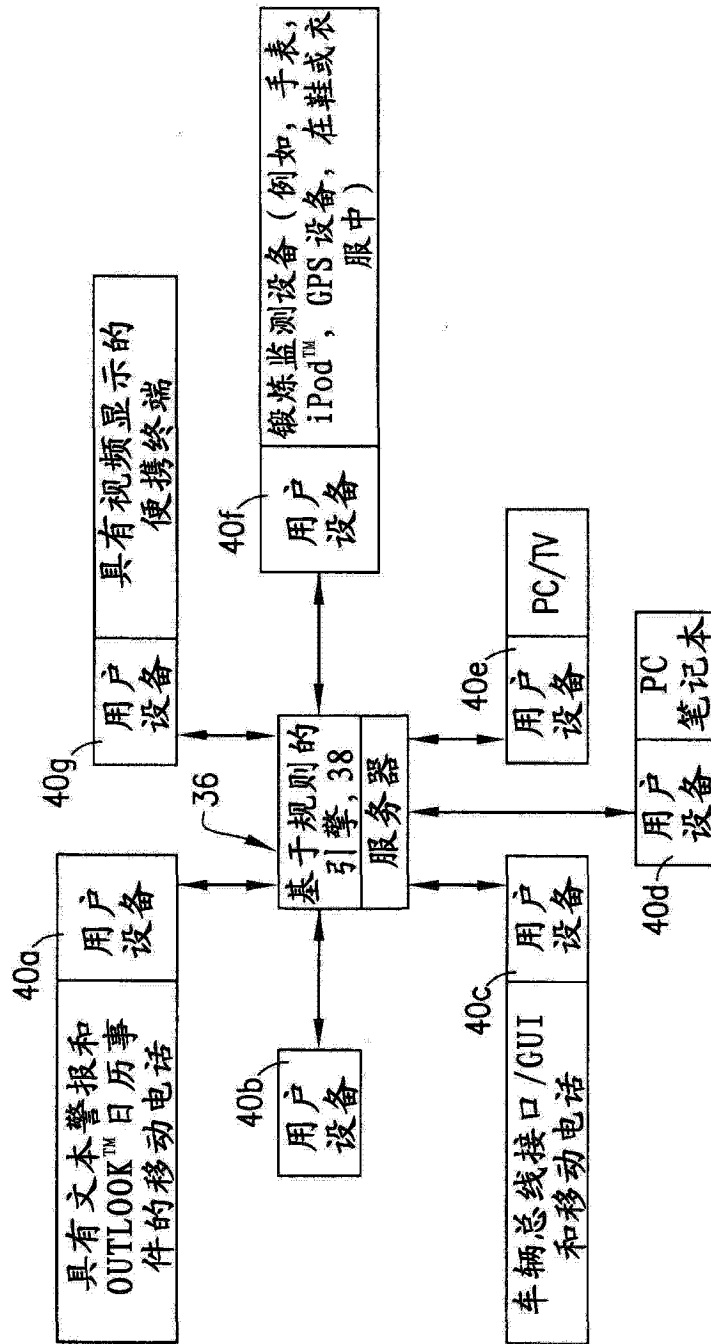 40a
具有文本警报和
OUTLOOK™日历事
件的移动电话
用户
设备
40g
用户
设备
具有视频显示的
便携终端
36
40b
用户
设备
基于规则的
引擎,38
服务器
40f
用户
设备
锻炼监测设备（例如，手表，
iPod™，GPS设备，在鞋或衣
服中）
40c
车辆总线接口/GUI
和移动电话
用户
设备
40e
用户
设备
PC/TV
40d
用户
设备
PC
笔记本